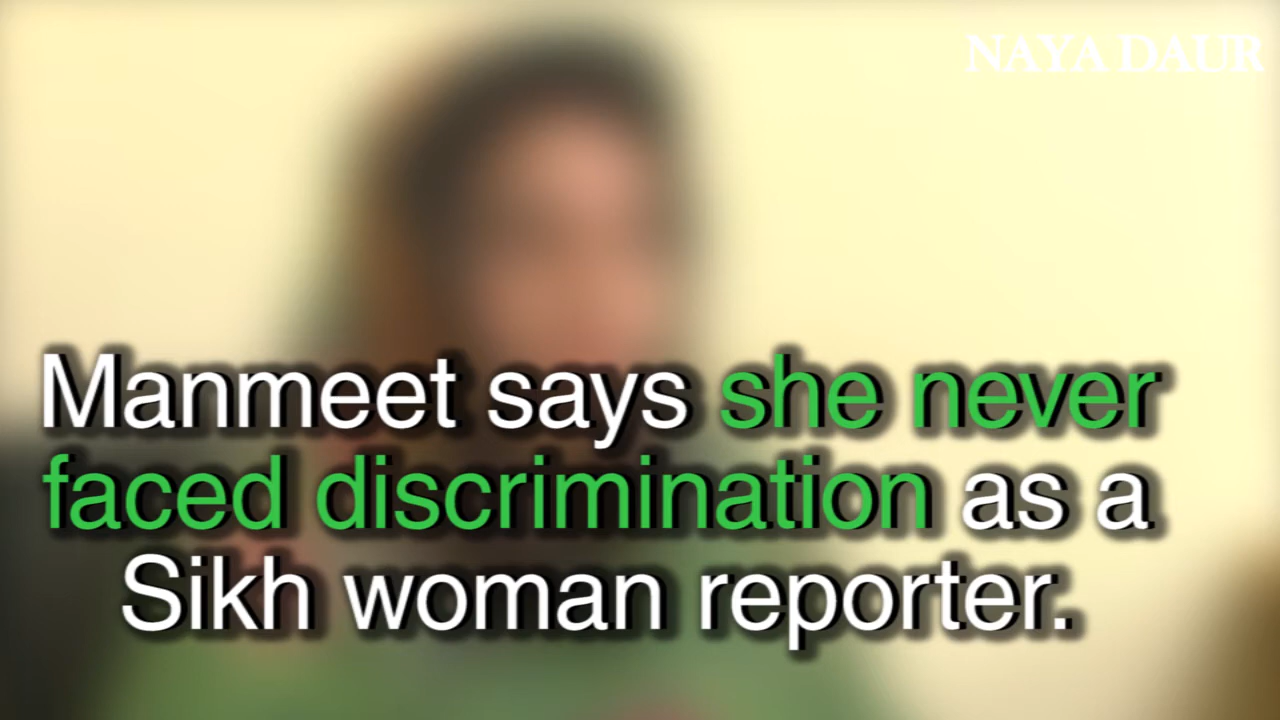 NAYA DAUR
Manmeet says she never
faced discrimination as a
Sikh woman reporter.